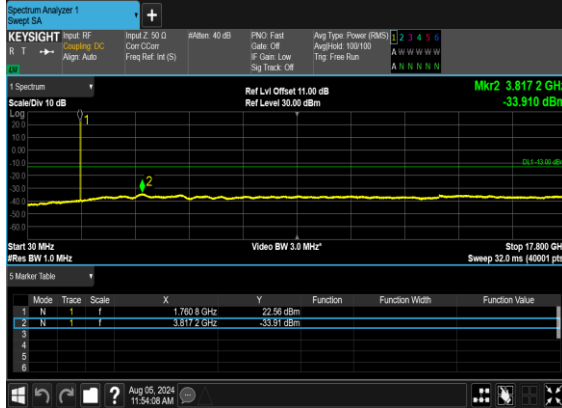 Spectrum Analyzer 1
Swept SA
+
KEYSIGHT
R T
Input: RF
Coupling: DC
Align: Auto
Input Z: 50 Ω
Corr CCorr
Freq Ref: Int (S)
#Atten: 40 dB
PNO: Fast
Gate: Off
IF Gain: Low
Sig Track: Off
Avg Type: Power (RMS)
Avg|Hold: 100/100
Trig: Free Run
1 2 3 4 5 6
A W W W W W
A N N N N N
1 Spectrum
Scale/Div 10 dB
Ref Lvl Offset 11.00 dB
Ref Level 30.00 dBm
Mkr2 3.817 2 GHz
-33.910 dBm
Log
20.0
10.0
0.00
-10.0
-20.0
-30.0
-40.0
-50.0
-60.0
1
2
DL1 -13.00 dBm
Start 30 MHz
#Res BW 1.0 MHz
Video BW 3.0 MHz*
Stop 17.800 GHz
Sweep 32.0 ms (40001 pts)
5 Marker Table
Mode Trace Scale X Y Function Function Width Function Value
1 N 1 f 1.760 8 GHz 22.56 dBm
2 N 1 f 3.817 2 GHz -33.91 dBm
3
4
5
6
?
Aug 05, 2024
11:54:08 AM